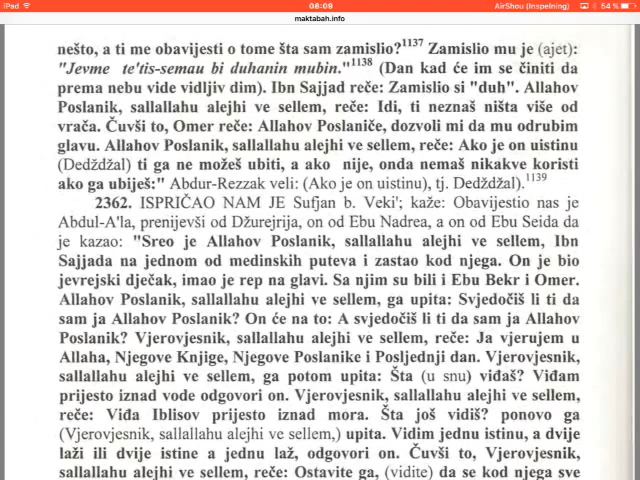 iPad
08:09
AirShou (Inspelning)
54 %
maktabah.info
nešto, a ti me obavijesti o tome šta sam zamislio?1137 Zamislio mu je (ajet):
"Jevme te'tis-semau bi duhanin mubin."1138 (Dan kad će im se činiti da
prema nebu vide vidljiv dim). Ibn Sajjad reče: Zamislio si "duh". Allahov
Poslanik, sallallahu alejhi ve sellem, reče: Idi, ti neznaš ništa više od
vrača. Čuvši to, Omer reče: Allahov Poslaniče, dozvoli mi da mu odrubim
glavu. Allahov Poslanik, sallallahu alejhi ve sellem, reče: Ako je on uistinu
(Dedždžal) ti ga ne možeš ubiti, a ako nije, onda nemaš nikakve koristi
ako ga ubiješ:" Abdur-Rezzak veli: (Ako je on uistinu), tj. Dedždžal).1139
2362. ISPRIČAO NAM JE Sufjan b. Veki'; kaže: Obavijestio nas je
Abdul-A'la, prenijevši od Džurejrija, on od Ebu Nadrea, a on od Ebu Seida da
je kazao: "Sreo je Allahov Poslanik, sallallahu alejhi ve sellem, Ibn
Sajjada na jednom od medinskih puteva i zastao kod njega. On je bio
jevrejski dječak, imao je rep na glavi. Sa njim su bili i Ebu Bekr i Omer.
Allahov Poslanik, sallallahu alejhi ve sellem, ga upita: Svjedočiš li ti da
sam ja Allahov Poslanik? On će na to: A svjedočiš li ti da sam ja Allahov
Poslanik? Vjerovjesnik, sallallahu alejhi ve sellem, reče: Ja vjerujem u
Allaha, Njegove Knjige, Njegove Poslanike i Posljednji dan. Vjerovjesnik,
sallallahu alejhi ve sellem, ga potom upita: Šta (u snu) viđaš? Viđam
prijesto iznad vode odgovori on. Vjerovjesnik, sallallahu alejhi ve sellem,
reče: Viđa Iblisov prijesto iznad mora. Šta još vidiš? ponovo ga
(Vjerovjesnik, sallallahu alejhi ve sellem,) upita. Vidim jednu istinu, a dvije
laži ili dvije istine a jednu laž, odgovori on. Čuvši to, Vjerovjesnik,
sallallahu alejhi ve sellem, reče: Ostavite ga, (vidite) da se kod njega sve